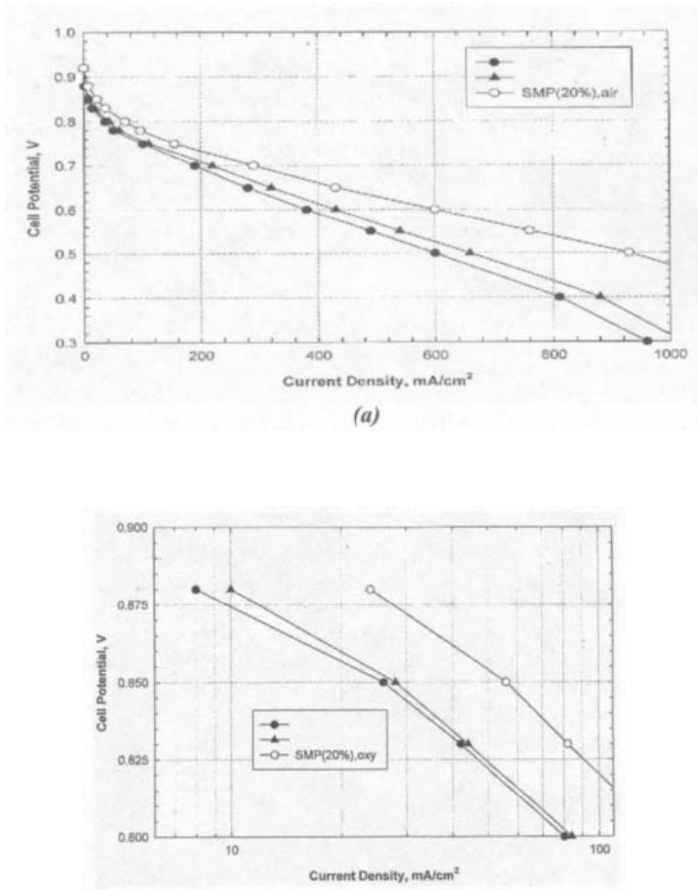 1.0
0.9
0.8
0.7
0.6
0.5
0.4
0.3
Cell Potential, V
SMP(20%),air
0 200 400 600 800 1000
Current Density, mA/cm²
(a)
0.900
0.875
0.850
0.825
0.800
Cell Potential, V
SMP(20%),oxy
10 100
Current Density, mA/cm²